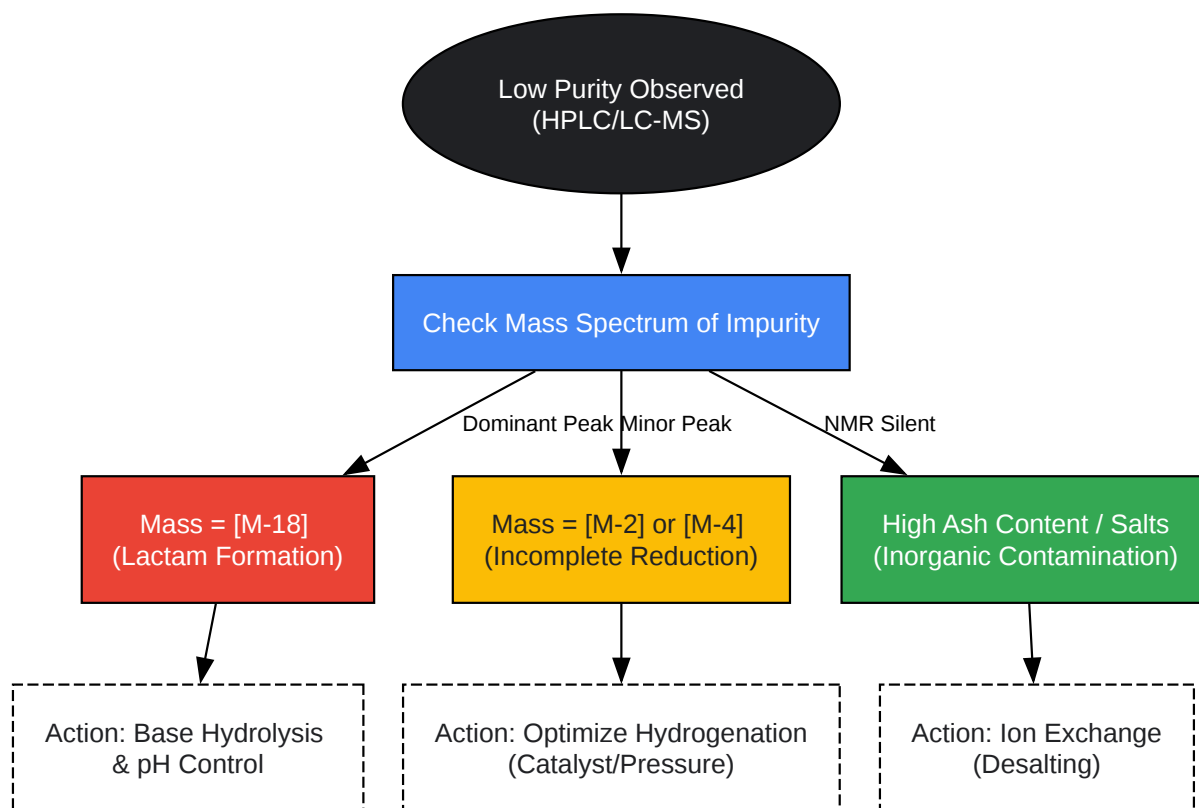 Low Purity Observed
(HPLC/LC-MS)
Check Mass Spectrum of Impurity
Dominant Peak
Minor Peak
NMR Silent
Mass = [M-18]
(Lactam Formation)
Mass = [M-2] or [M-4]
(Incomplete Reduction)
High Ash Content / Salts
(Inorganic Contamination)
Action: Base Hydrolysis
& pH Control
Action: Optimize Hydrogenation
(Catalyst/Pressure)
Action: Ion Exchange
(Desalting)